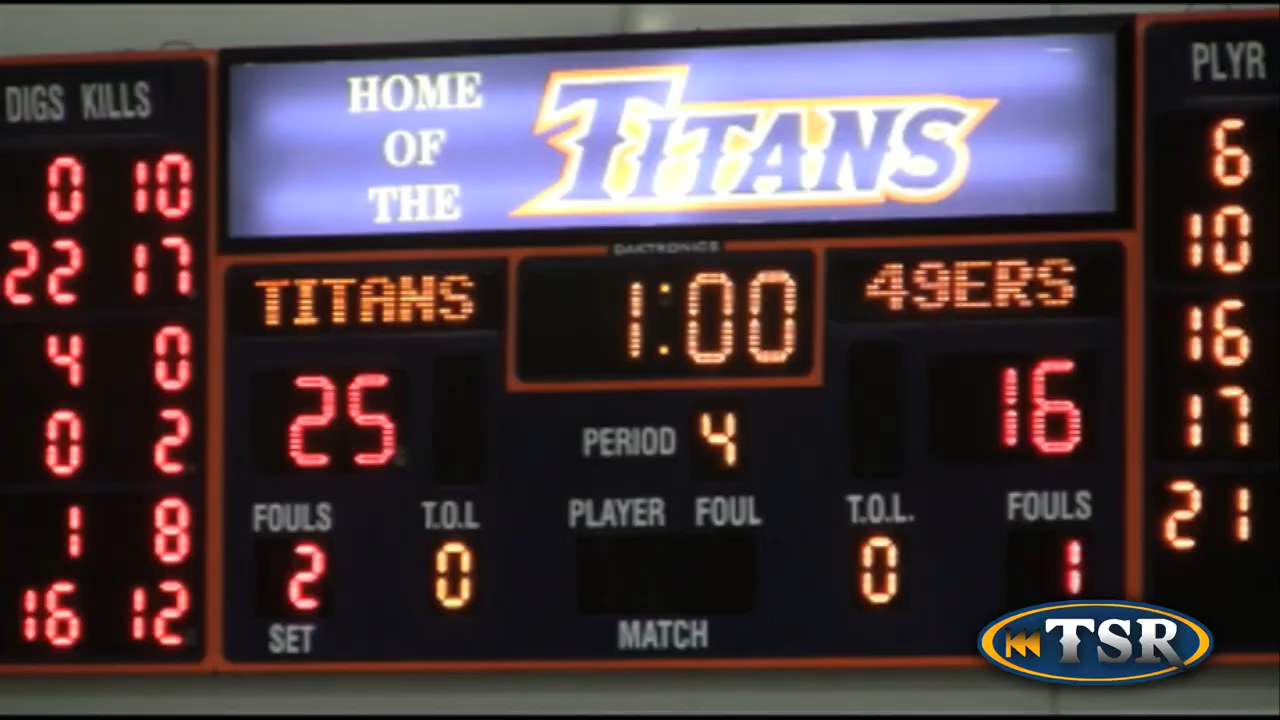 DIGS KILLS
0 10
22 17
4 0
0 2
1 8
16 12
HOME
OF
THE
TITANS
DAKTRONICS
TITANS
1:00
49ERS
25
PERIOD 4
16
FOULS
T.O.L
PLAYER FOUL
T.O.L.
FOULS
2
0
0
1
SET
MATCH
PLYR
6
10
16
17
21
TSR